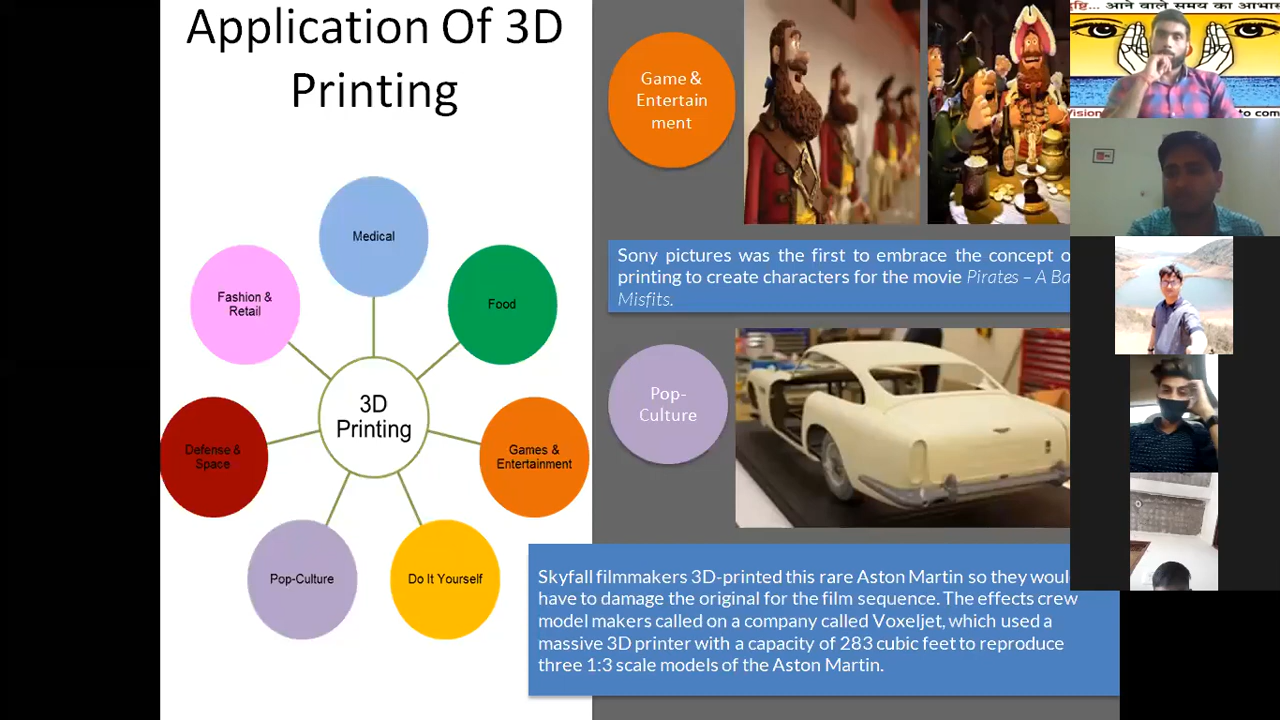 Application Of 3D
Printing
Medical
Fashion &
Retail
Food
3D
Printing
Defense &
Space
Games &
Entertainment
Pop-Culture
Do It Yourself
Game &
Entertain
ment
Sony pictures was the first to embrace the concept
printing to create characters for the movie Pirates – A
Misfits.
Pop-
Culture
Skyfall filmmakers 3D-printed this rare Aston Martin so they
have to damage the original for the film sequence. The effects crew
model makers called on a company called Voxeljet, which used a
massive 3D printer with a capacity of 283 cubic feet to reproduce
three 1:3 scale models of the Aston Martin.
आने वाले समय का
to